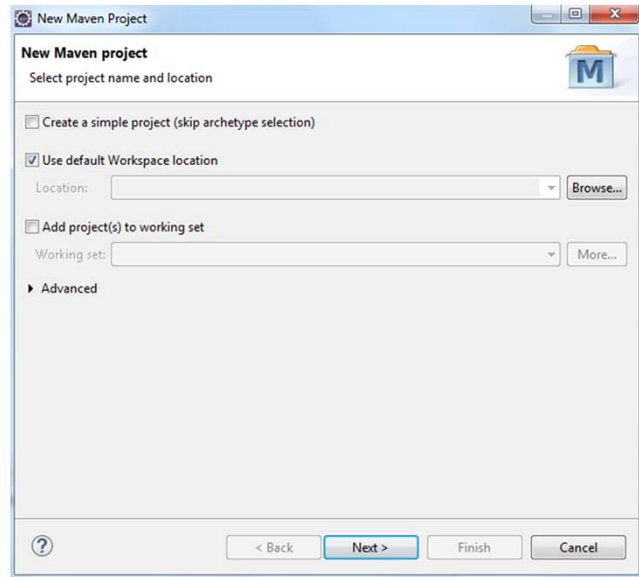 New Maven Project
New Maven project
Select project name and location
M
Create a simple project (skip archetype selection)
Use default Workspace location
Location:
Browse...
Add project(s) to working set
Working set:
More...
Advanced
?
< Back
Next >
Finish
Cancel